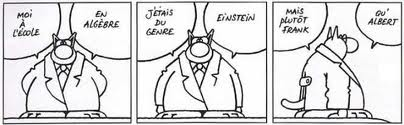 MOI
À
L'ÉCOLE
EN
ALGÈBRE
J'ÉTAIS
DU
GENRE
EINSTEIN
MAIS
PLUTÔT
FRANK
QU'
ALBERT